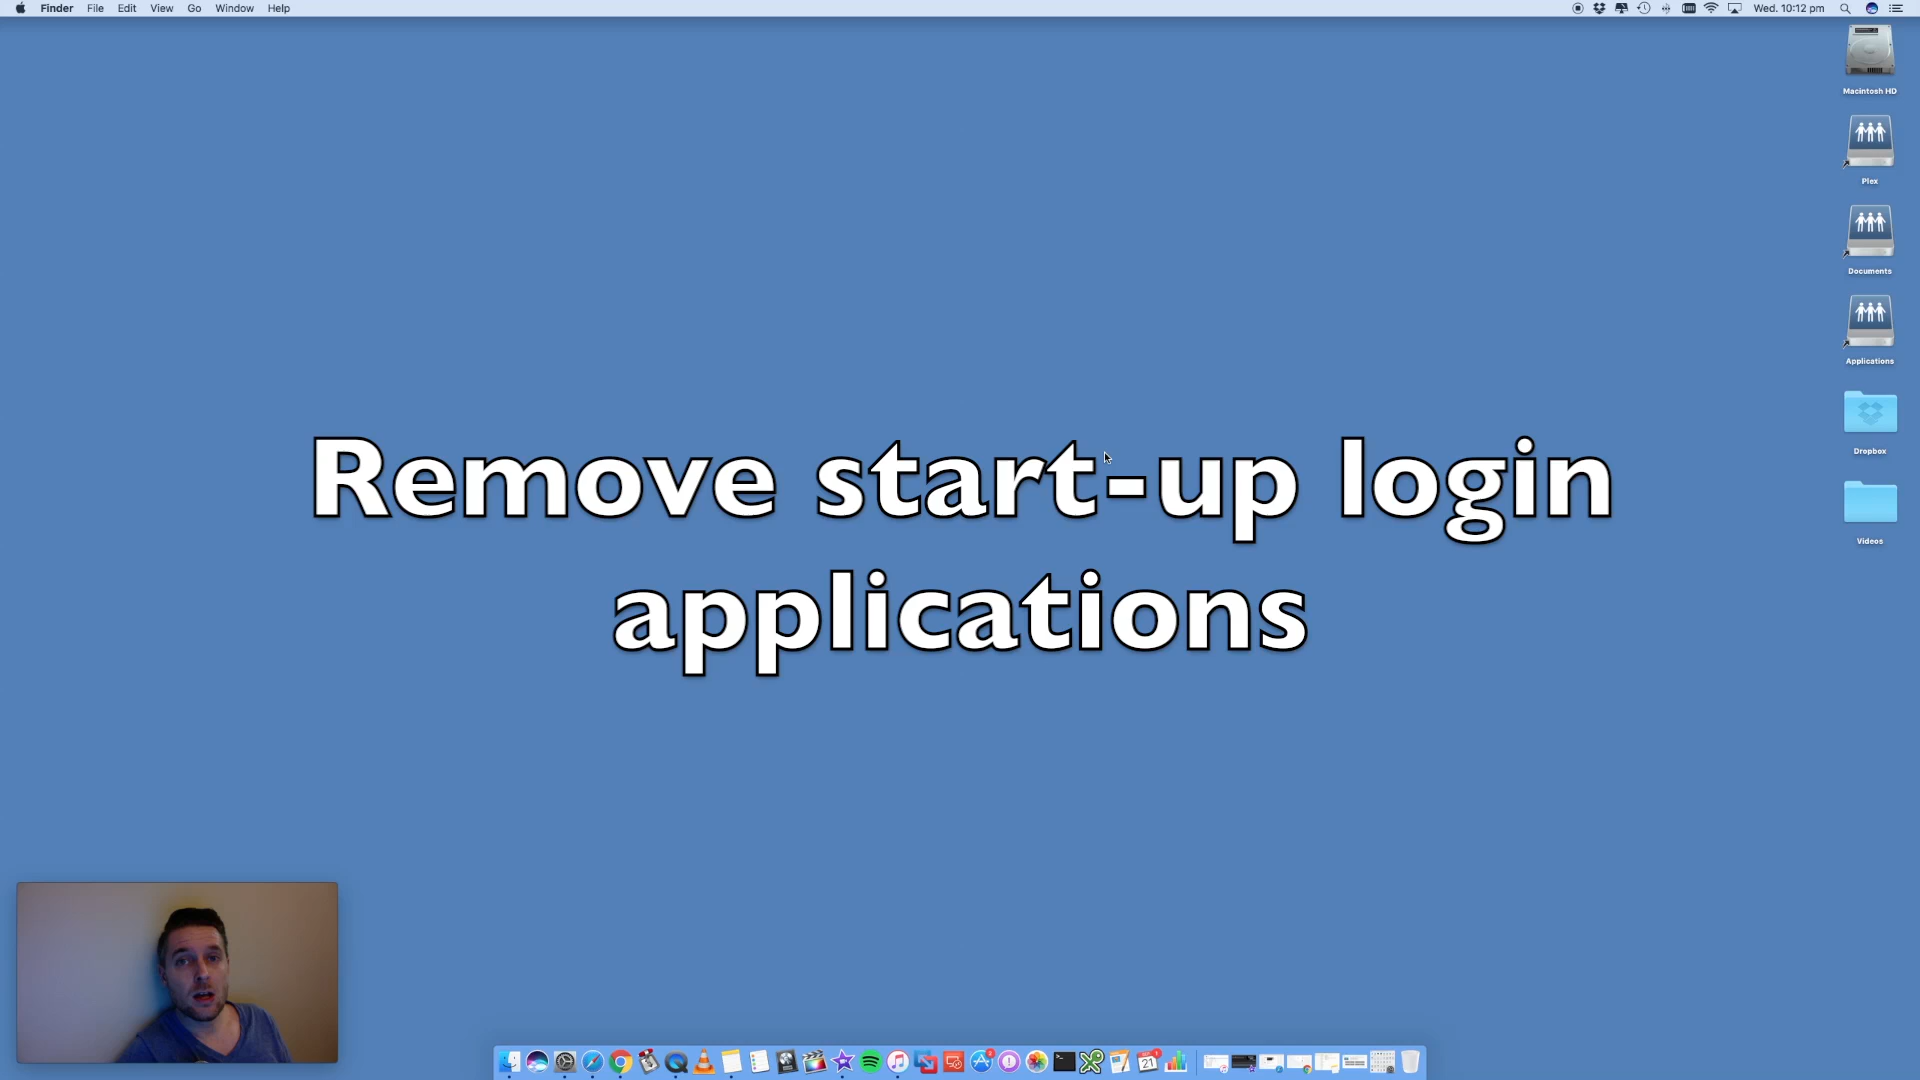 Finder File Edit View Go Window Help
Wed. 10:12 pm
Macintosh HD
Plex
Documents
Applications
Dropbox
Videos
Remove start-up login
applications
21